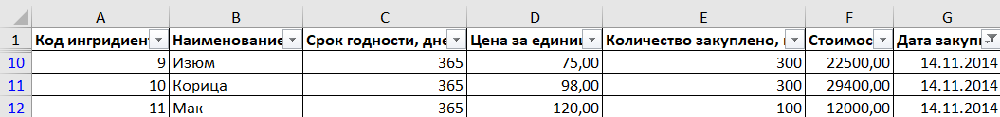 A B C D E F G
1 Код ингридиен Наименование Срок годности, дне Цена за едини Количество закуплено, Стоимос Дата закуп
10 9 Изюм 365 75,00 300 22500,00 14.11.2014
11 10 Корица 365 98,00 300 29400,00 14.11.2014
12 11 Мак 365 120,00 100 12000,00 14.11.2014